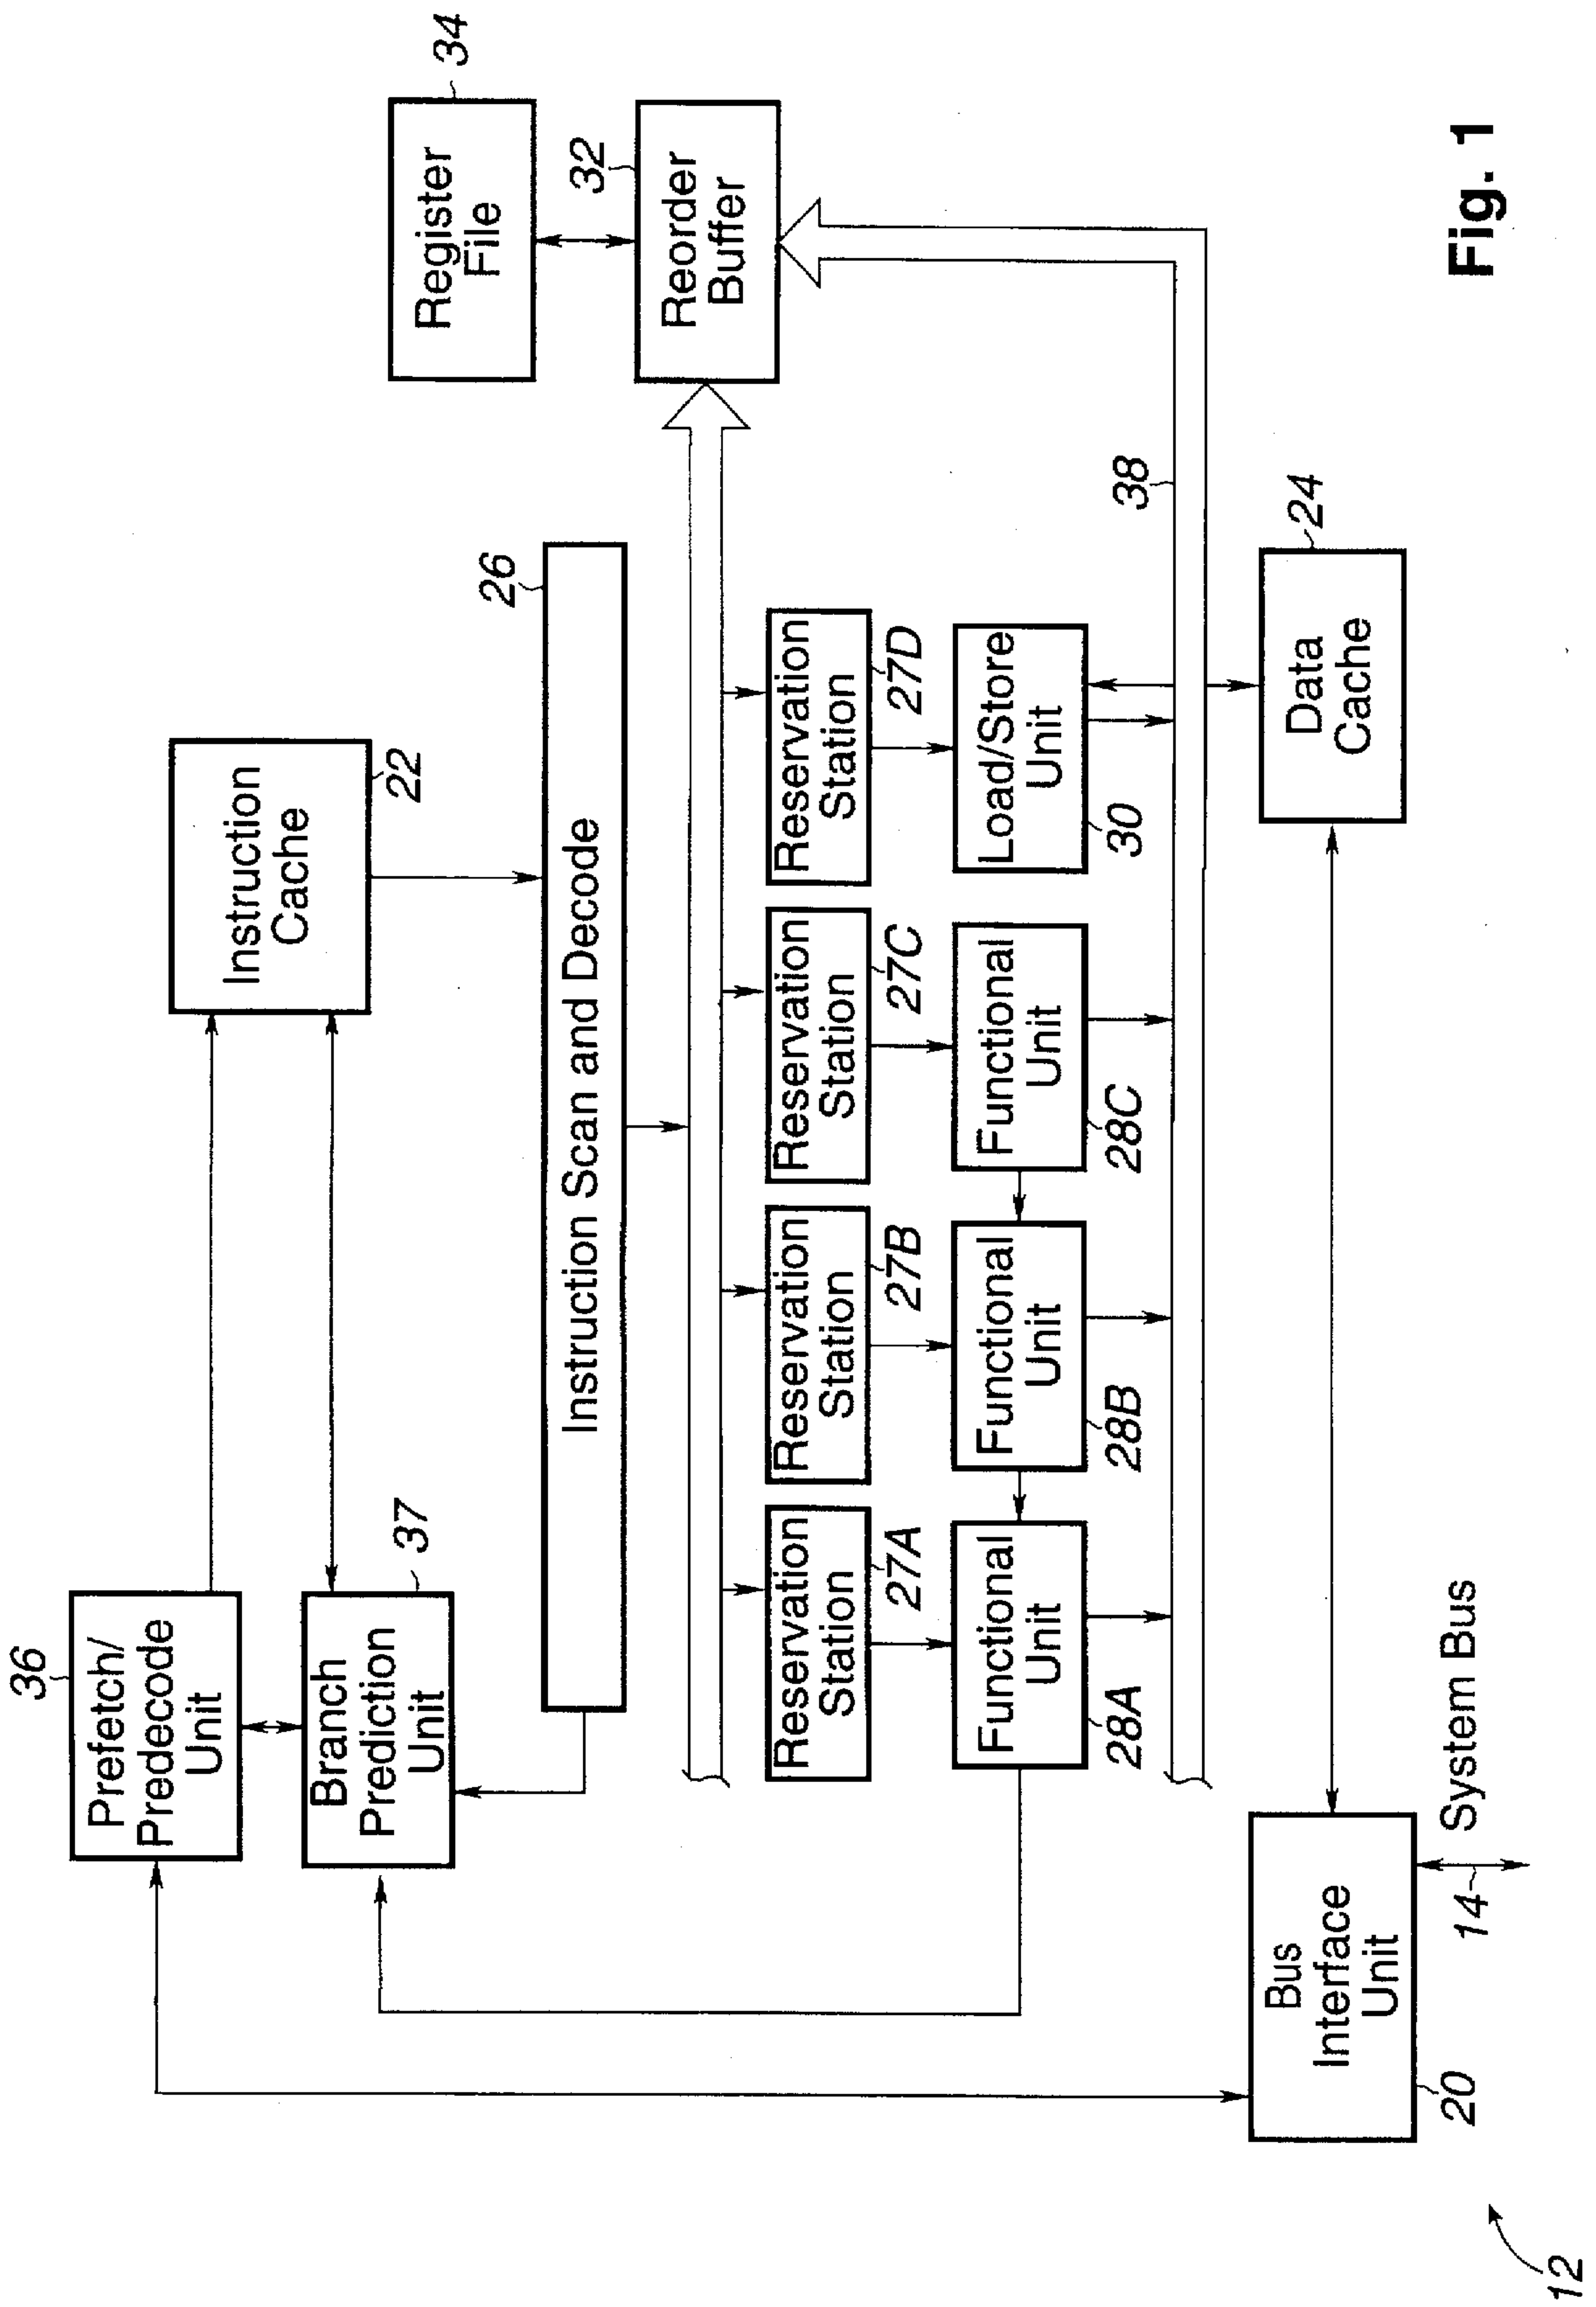 36
Prefetch/
Predecode
Unit
Instruction
Cache
22
Branch
Prediction
Unit
37
Register
File
34
26
Instruction Scan and Decode
32
Reorder
Buffer
Reservation
Station
27A
Reservation
Station
27B
Reservation
Station
27C
Reservation
Station
27D
Functional
Unit
28A
Functional
Unit
28B
Functional
Unit
28C
Load/Store
Unit
30
38
Bus
Interface
Unit
20
14
System Bus
Data
Cache
24
12
Fig. 1